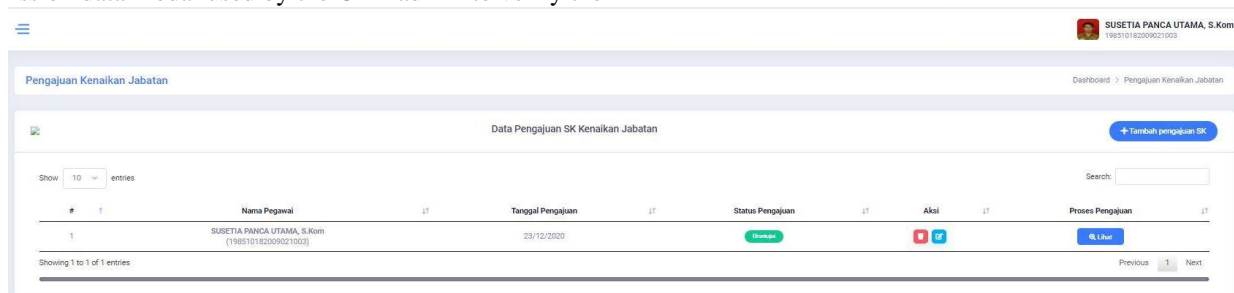 SUSETIA PANCA UTAMA, S.Kom
198510182009021003
Pengajuan Kenaikan Jabatan
Dashboard > Pengajuan Kenaikan Jabatan
Data Pengajuan SK Kenaikan Jabatan
+ Tambah pengajuan SK
Show 10 entries
Search:
# Nama Pegawai Tanggal Pengajuan Status Pengajuan Aksi Proses Pengajuan
1 SUSETIA PANCA UTAMA, S.Kom 23/12/2020 Disetujui Lihat
(198510182009021003)
Showing 1 to 1 of 1 entries
Previous 1 Next